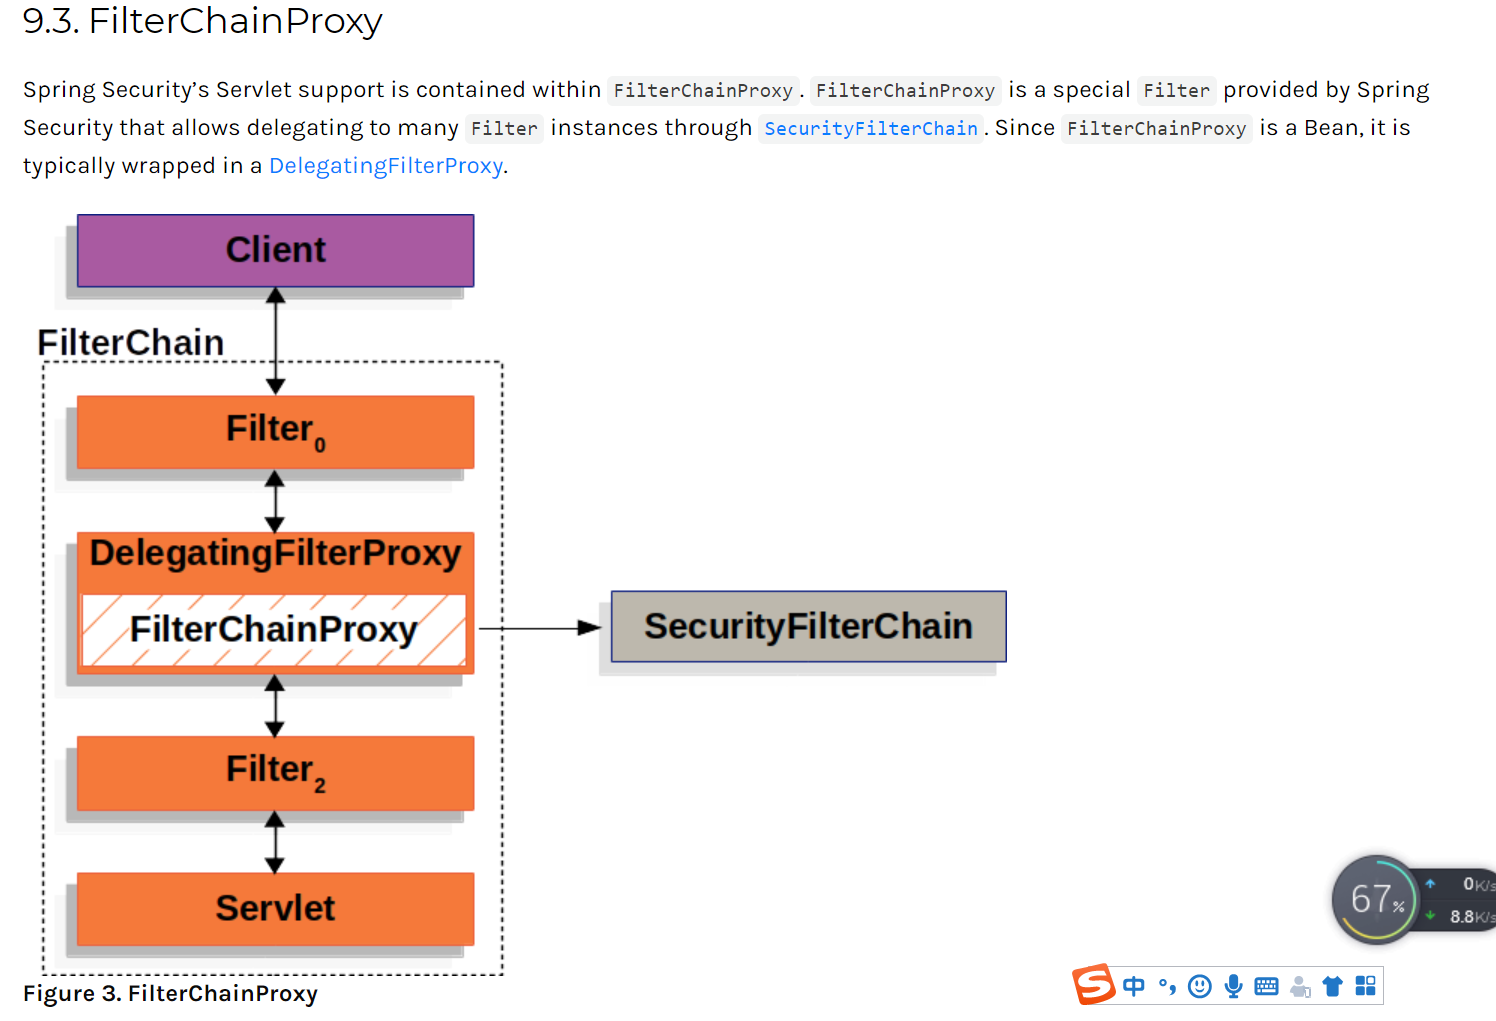 9.3. FilterChainProxy
Spring Security’s Servlet support is contained within FilterChainProxy. FilterChainProxy is a special Filter provided by Spring
Security that allows delegating to many Filter instances through SecurityFilterChain. Since FilterChainProxy is a Bean, it is
typically wrapped in a DelegatingFilterProxy.
Client
FilterChain
Filter0
DelegatingFilterProxy
FilterChainProxy
SecurityFilterChain
Filter2
Servlet
Figure 3. FilterChainProxy
67%
0K/s
8.8K/s
S中